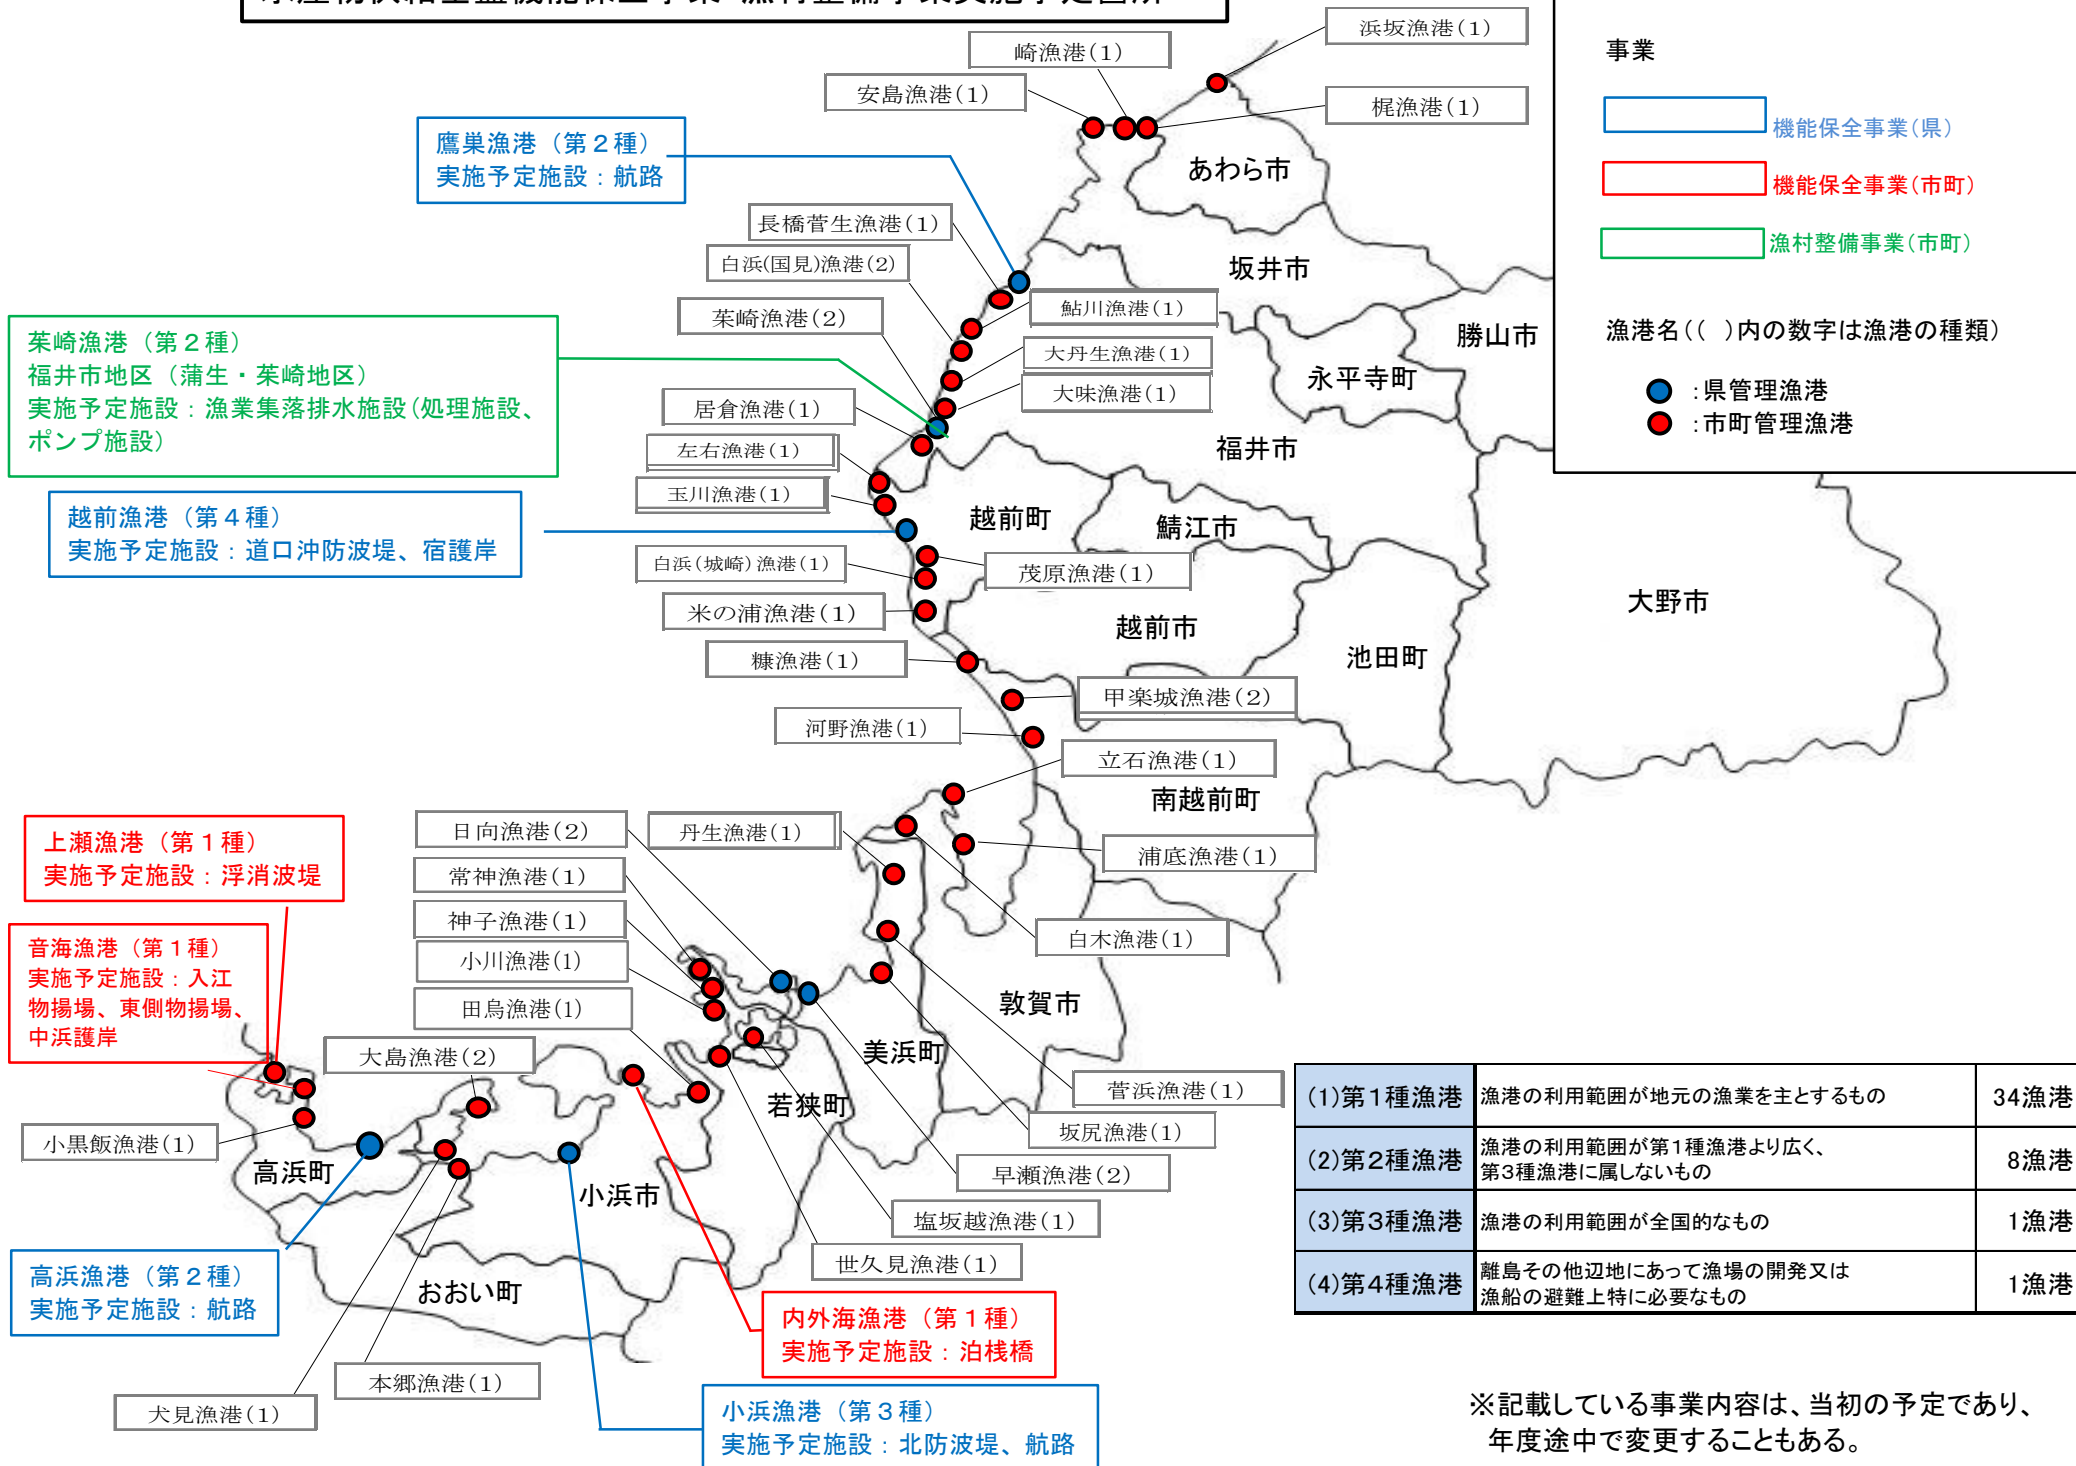 浜坂漁港(1)
崎漁港(1)
安島漁港(1)
梶漁港(1)
事業
機能保全事業(県)
機能保全事業(市町)
漁村整備事業(市町)
漁港名(( )内の数字は漁港の種類)
:県管理漁港
:市町管理漁港
鷹巣漁港(第2種)
実施予定施設:航路
あわら市
長橋菅生漁港(1)
白浜(国見)漁港(2)
坂井市
鮎川漁港(1)
茱崎漁港(2)
勝山市
大丹生漁港(1)
永平寺町
大味漁港(1)
居倉漁港(1)
福井市
左右漁港(1)
玉川漁港(1)
茱崎漁港(第2種)
福井市地区(蒲生・茱崎地区)
実施予定施設:漁業集落排水施設(処理施設、
ポンプ施設)
越前漁港(第4種)
実施予定施設:道口沖防波堤、宿護岸
越前町
鯖江市
白浜(城崎)漁港(1)
茂原漁港(1)
米の浦漁港(1)
越前市
大野市
糠漁港(1)
池田町
甲楽城漁港(2)
河野漁港(1)
立石漁港(1)
南越前町
日向漁港(2)
丹生漁港(1)
浦底漁港(1)
常神漁港(1)
神子漁港(1)
白木漁港(1)
小川漁港(1)
田烏漁港(1)
敦賀市
上瀬漁港(第1種)
実施予定施設:浮消波堤
音海漁港(第1種)
実施予定施設:入江
物揚場、東側物揚場、
中浜護岸
大島漁港(2)
美浜町
菅浜漁港(1)
若狭町
坂尻漁港(1)
小黒飯漁港(1)
高浜町
早瀬漁港(2)
小浜市
塩坂越漁港(1)
世久見漁港(1)
高浜漁港(第2種)
実施予定施設:航路
おおい町
内外海漁港(第1種)
実施予定施設:泊桟橋
本郷漁港(1)
犬見漁港(1)
小浜漁港(第3種)
実施予定施設:北防波堤、航路
(1)第1種漁港 漁港の利用範囲が地元の漁業を主とするもの 34漁港
(2)第2種漁港 漁港の利用範囲が第1種漁港より広く、
第3種漁港に属しないもの 8漁港
(3)第3種漁港 漁港の利用範囲が全国的なもの 1漁港
(4)第4種漁港 離島その他辺地にあって漁場の開発又は
漁船の避難上特に必要なもの 1漁港
※記載している事業内容は、当初の予定であり、
年度途中で変更することもある。